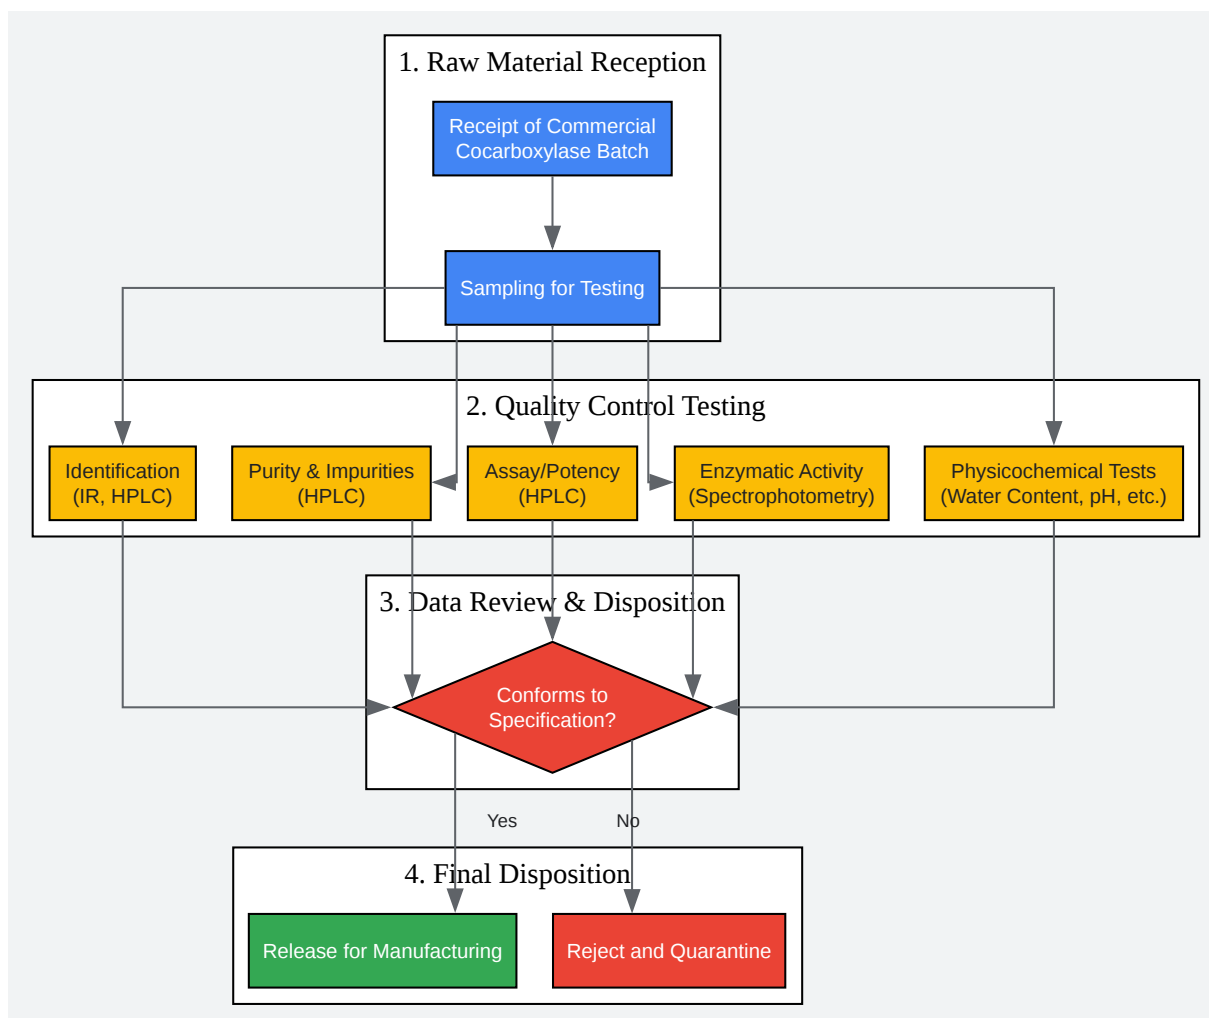 1. Raw Material Reception
Receipt of Commercial
Cocarboxylase Batch
Sampling for Testing
2. Quality Control Testing
Identification
(IR, HPLC)
Purity & Impurities
(HPLC)
Assay/Potency
(HPLC)
Enzymatic Activity
(Spectrophotometry)
Physicochemical Tests
(Water Content, pH, etc.)
3. Data Review & Disposition
Conforms to
Specification?
Yes
No
4. Final Disposition
Release for Manufacturing
Reject and Quarantine